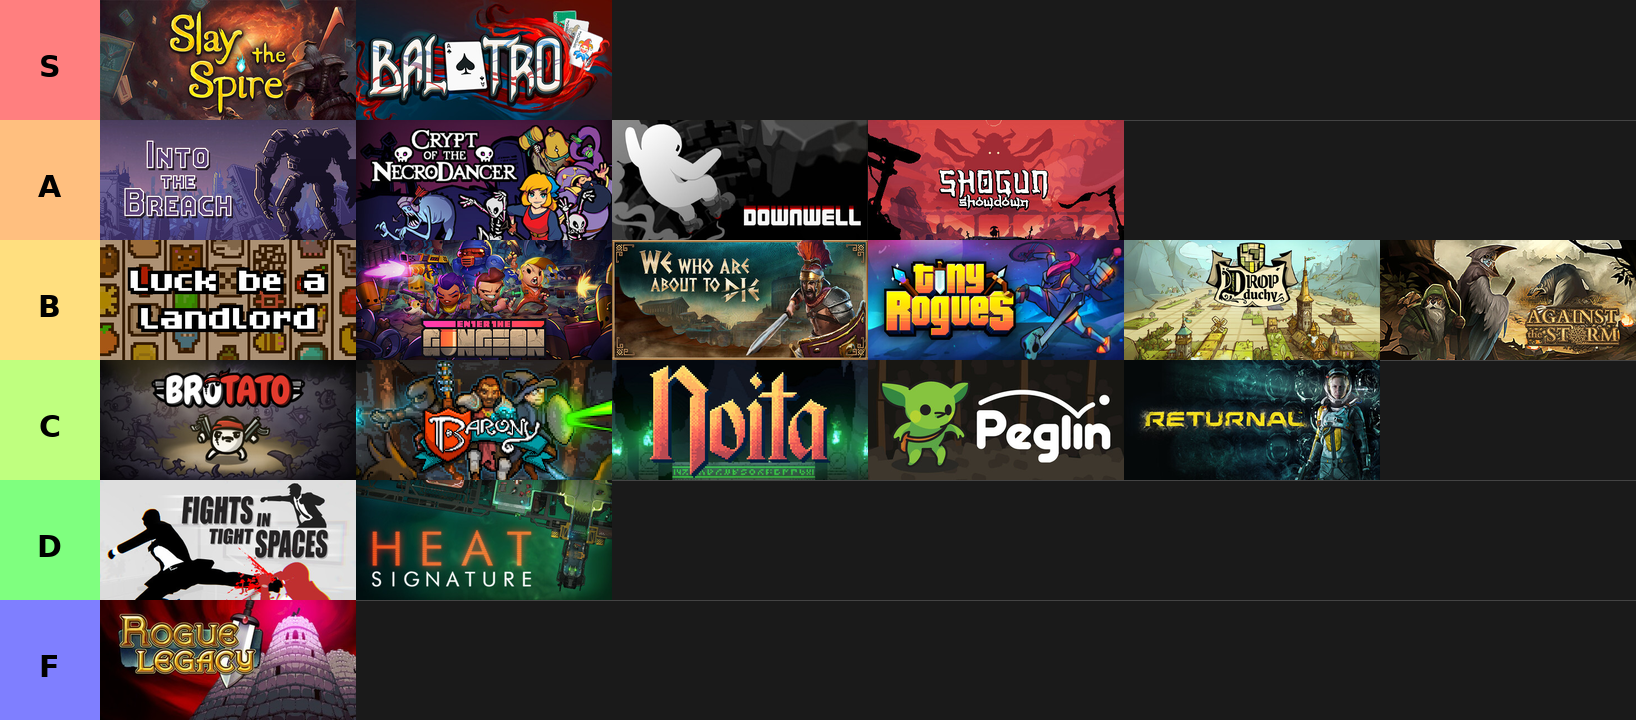 S
Slay
the
Spire
BALATRO
A
INTO
THE
BREACH
CRYPT
OF THE
NECRODANCER
DOWNWELL
SHOGUN
showdown
B
Luck be a
Landlord
ENTER THE
GUNGEON
WE WHO ARE
ABOUT TO DIE
tiny
Rogues
DROP
duchy
AGAINST
the STORM
C
BROTATO
BARONY
Noita
Peglin
RETURNAL
D
FIGHTS IN
TIGHT SPACES
HEAT
SIGNATURE
F
ROGUE
LEGACY